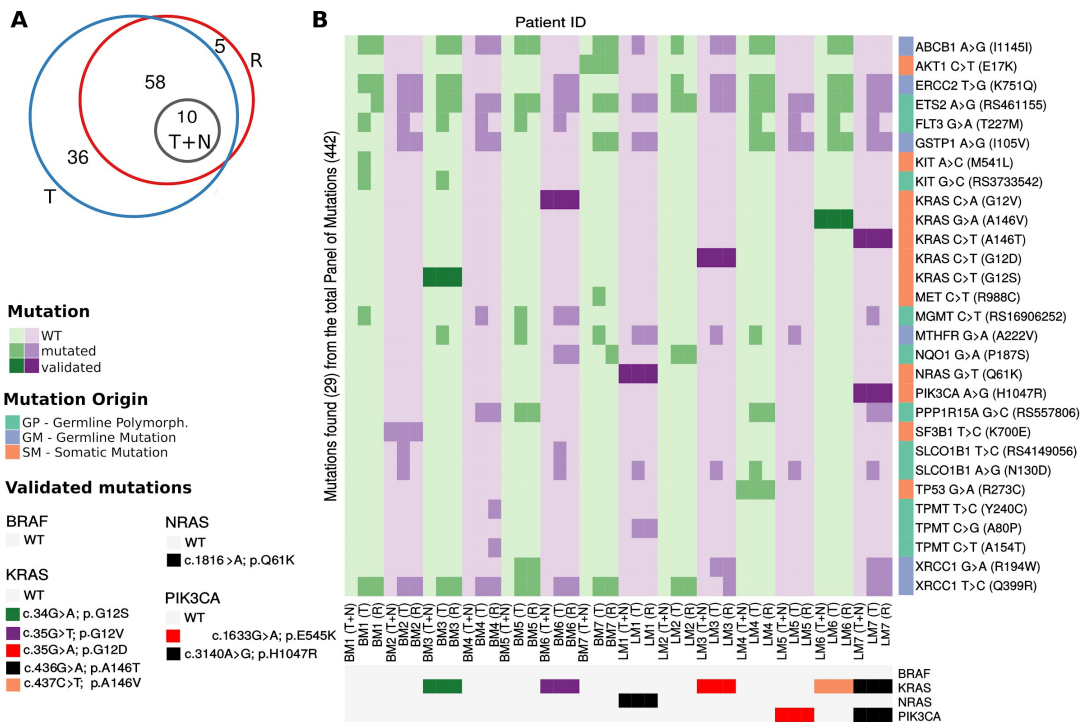 A
5
R
58
10
T+N
36
T
Mutation
WT
mutated
validated
Mutation Origin
GP - Germline Polymorph.
GM - Germline Mutation
SM - Somatic Mutation
Validated mutations
BRAF
WT
KRAS
WT
c.34G>A; p.G12S
c.35G>T; p.G12V
c.35G>A; p.G12D
c.436G>A; p.A146T
c.437C>T; p.A146V
NRAS
WT
c.1816>A; p.Q61K
PIK3CA
WT
c.1633G>A; p.E545K
c.3140A>G; p.H1047R
B
Patient ID
Mutations found (29) from the total Panel of Mutations (442)
ABCB1 A>G (I1145I)
AKT1 C>T (E17K)
ERCC2 T>G (K751Q)
ETS2 A>G (RS461155)
FLT3 G>A (T227M)
GSTP1 A>G (I105V)
KIT A>C (M541L)
KIT G>C (RS3733542)
KRAS C>A (G12V)
KRAS G>A (A146V)
KRAS C>T (A146T)
KRAS C>T (G12D)
KRAS C>T (G12S)
MET C>T (R988C)
MGMT C>T (RS16906252)
MTHFR G>A (A222V)
NQO1 G>A (P187S)
NRAS G>T (Q61K)
PIK3CA A>G (H1047R)
PPP1R15A G>C (RS557806)
SF3B1 T>C (K700E)
SLCO1B1 T>C (RS4149056)
SLCO1B1 A>G (N130D)
TP53 G>A (R273C)
TPMT T>C (Y240C)
TPMT C>G (A80P)
TPMT C>T (A154T)
XRCC1 G>A (R194W)
XRCC1 T>C (Q399R)
BM1 (T+N)
BM1 (T)
BM1 (R)
BM2 (T+N)
BM2 (T)
BM2 (R)
BM3 (T+N)
BM3 (T)
BM3 (R)
BM4 (T+N)
BM4 (T)
BM4 (R)
BM5 (T+N)
BM5 (T)
BM5 (R)
BM6 (T+N)
BM6 (T)
BM6 (R)
BM7 (T+N)
BM7 (T)
BM7 (R)
LM1 (T+N)
LM1 (T)
LM1 (R)
LM2 (T+N)
LM2 (T)
LM2 (R)
LM3 (T+N)
LM3 (T)
LM3 (R)
LM4 (T+N)
LM4 (T)
LM4 (R)
LM5 (T+N)
LM5 (T)
LM5 (R)
LM6 (T+N)
LM6 (T)
LM6 (R)
LM7 (T+N)
LM7 (T)
LM7 (R)
BRAF
KRAS
NRAS
PIK3CA